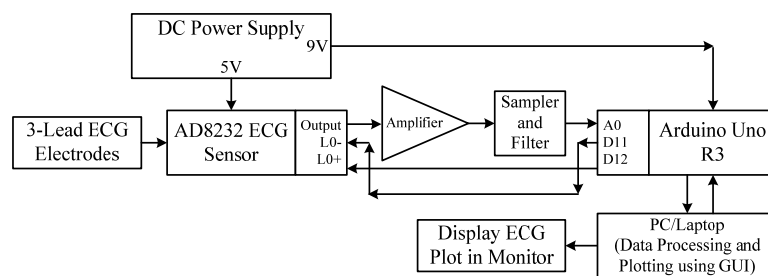 DC Power Supply
9V
5V
3-Lead ECG
Electrodes
AD8232 ECG
Sensor
Output
L0-
L0+
Amplifier
Sampler
and
Filter
A0
D11
D12
Arduino Uno
R3
Display ECG
Plot in Monitor
PC/Laptop
(Data Processing and
Plotting using GUI)